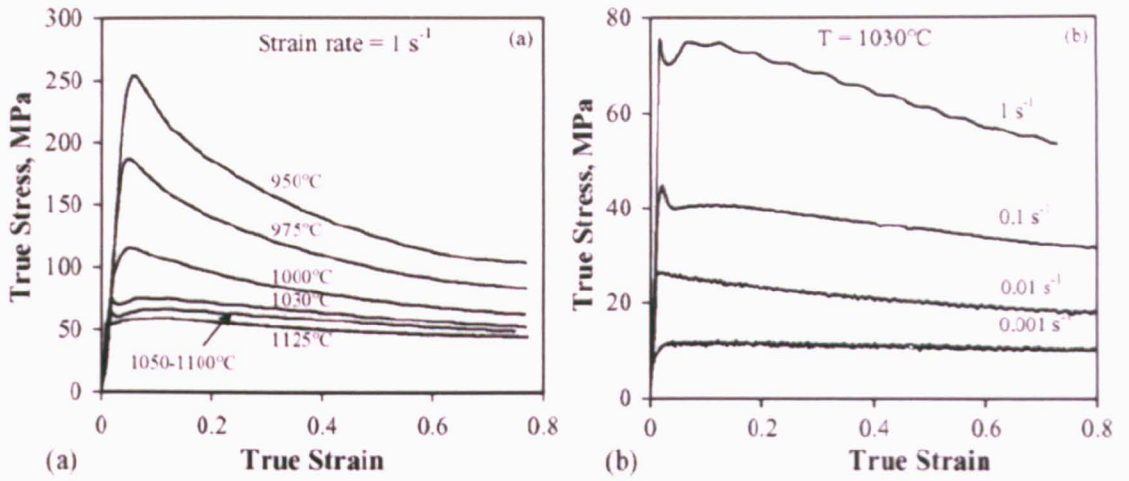 300
250
200
150
100
50
0
True Stress, MPa
Strain rate = 1 s⁻¹
(a)
950°C
975°C
1000°C
1030°C
1125°C
1050-1100°C
0 0.2 0.4 0.6 0.8
True Strain
(a)
80
60
40
20
0
True Stress, MPa
T = 1030°C
(b)
1 s⁻¹
0.1 s⁻¹
0.01 s⁻¹
0.001 s⁻¹
0 0.2 0.4 0.6 0.8
True Strain
(b)